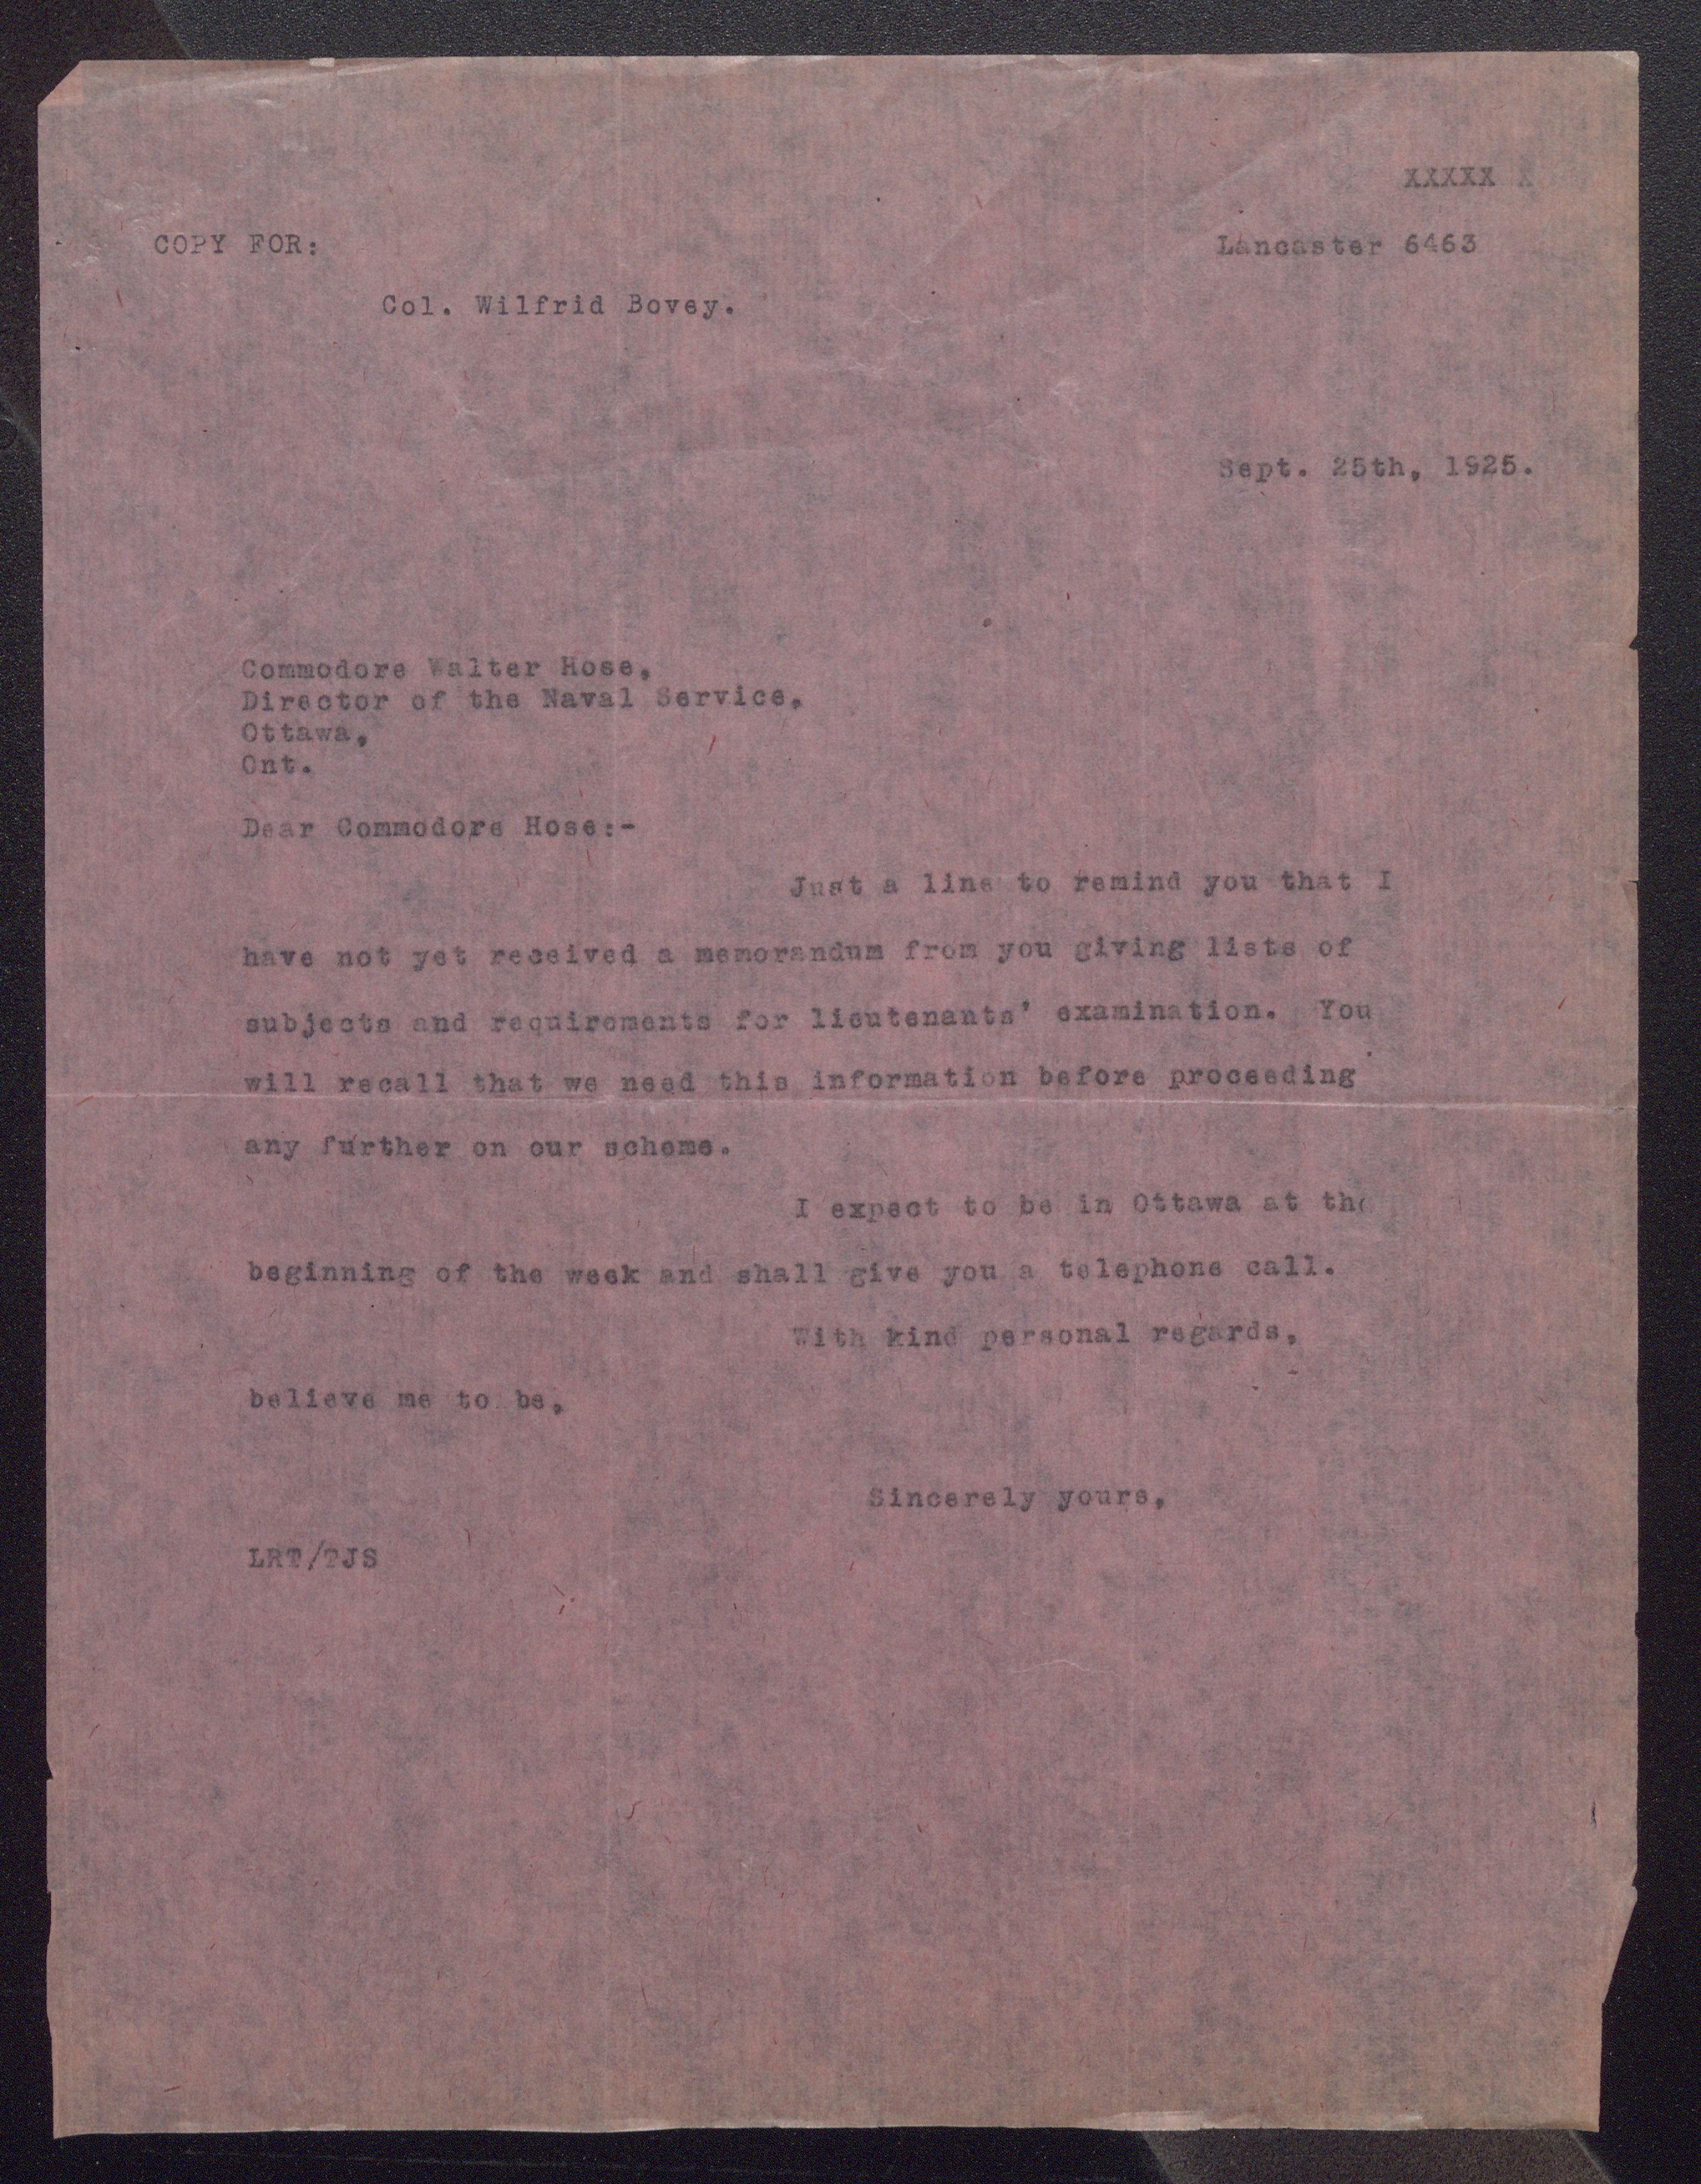 XXXXX X
COPY FOR:
Lancaster 6463
Col. Wilfrid Bovey.
Sept. 25th, 1925.
Commodore Walter Hose,
Director of the Naval Service,
Ottawa,
Ont.
Dear Commodore Hose:-
Just a line to remind you that I
have not yet received a memorandum from you giving lists of
subjects and requirements for lieutenants' examination. You
will recall that we need this information before proceeding
any further on our scheme.
I expect to be in Ottawa at the
beginning of the week and shall give you a telephone call.
With kind personal regards,
believe me to be,
Sincerely yours,
LRT/TJS